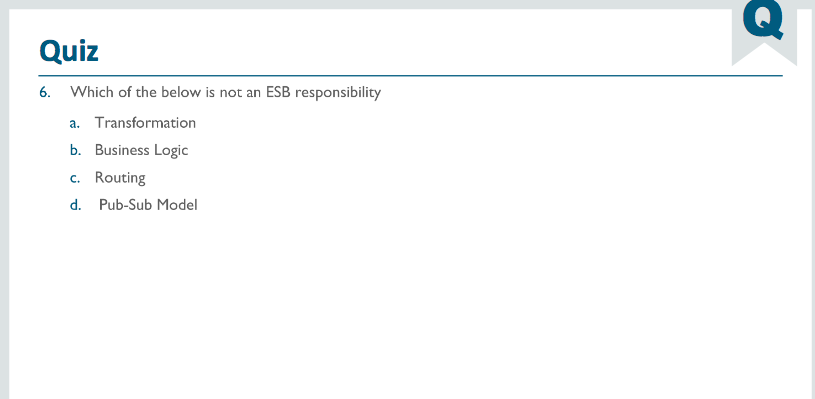 Q
Quiz
6. Which of the below is not an ESB responsibility
a. Transformation
b. Business Logic
c. Routing
d. Pub-Sub Model